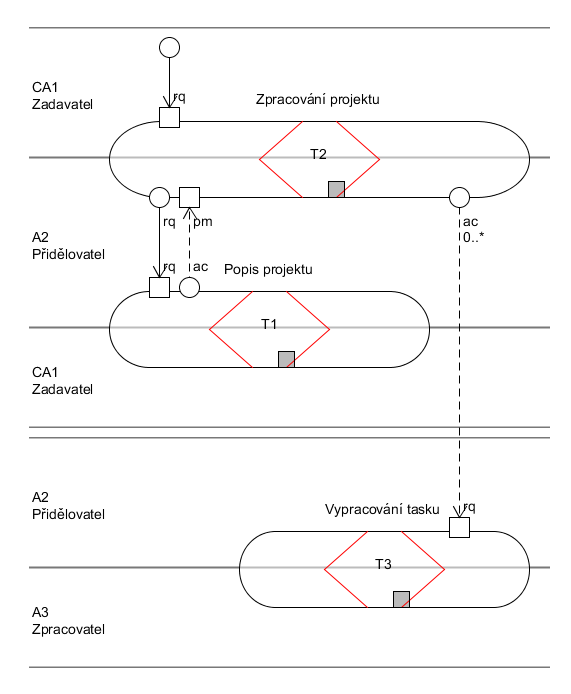 CA1
Zadavatel
rq
Zpracování projektu
T2
A2
Přidělovatel
rq
pm
ac
0..*
rq
ac
Popis projektu
T1
CA1
Zadavatel
A2
Přidělovatel
Vypracování tasku
rq
T3
A3
Zpracovatel